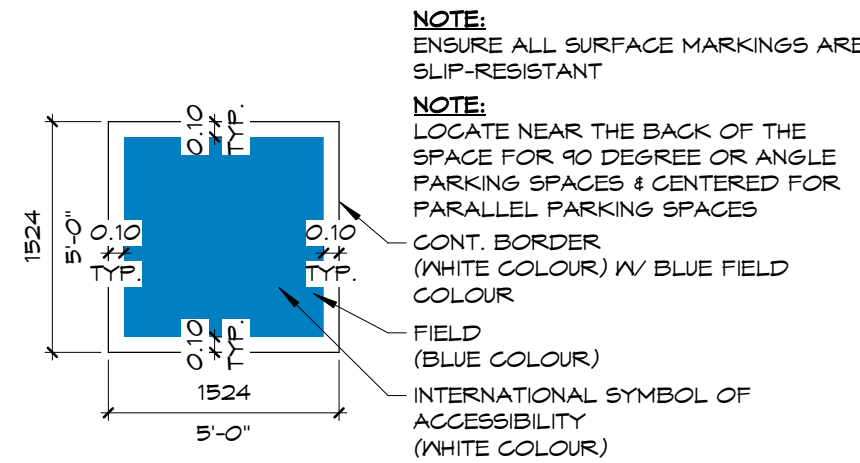 NOTE:
ENSURE ALL SURFACE MARKINGS ARE
SLIP-RESISTANT
NOTE:
LOCATE NEAR THE BACK OF THE
SPACE FOR 90 DEGREE OR ANGLE
PARKING SPACES & CENTERED FOR
PARALLEL PARKING SPACES
CONT. BORDER
(WHITE COLOUR) W/ BLUE FIELD
COLOUR
FIELD
(BLUE COLOUR)
INTERNATIONAL SYMBOL OF
ACCESSIBILITY
(WHITE COLOUR)
0.10
TYP.
1524
5'-0"
0.10
TYP.
0.10
TYP.
0.10
TYP.
1524
5'-0"